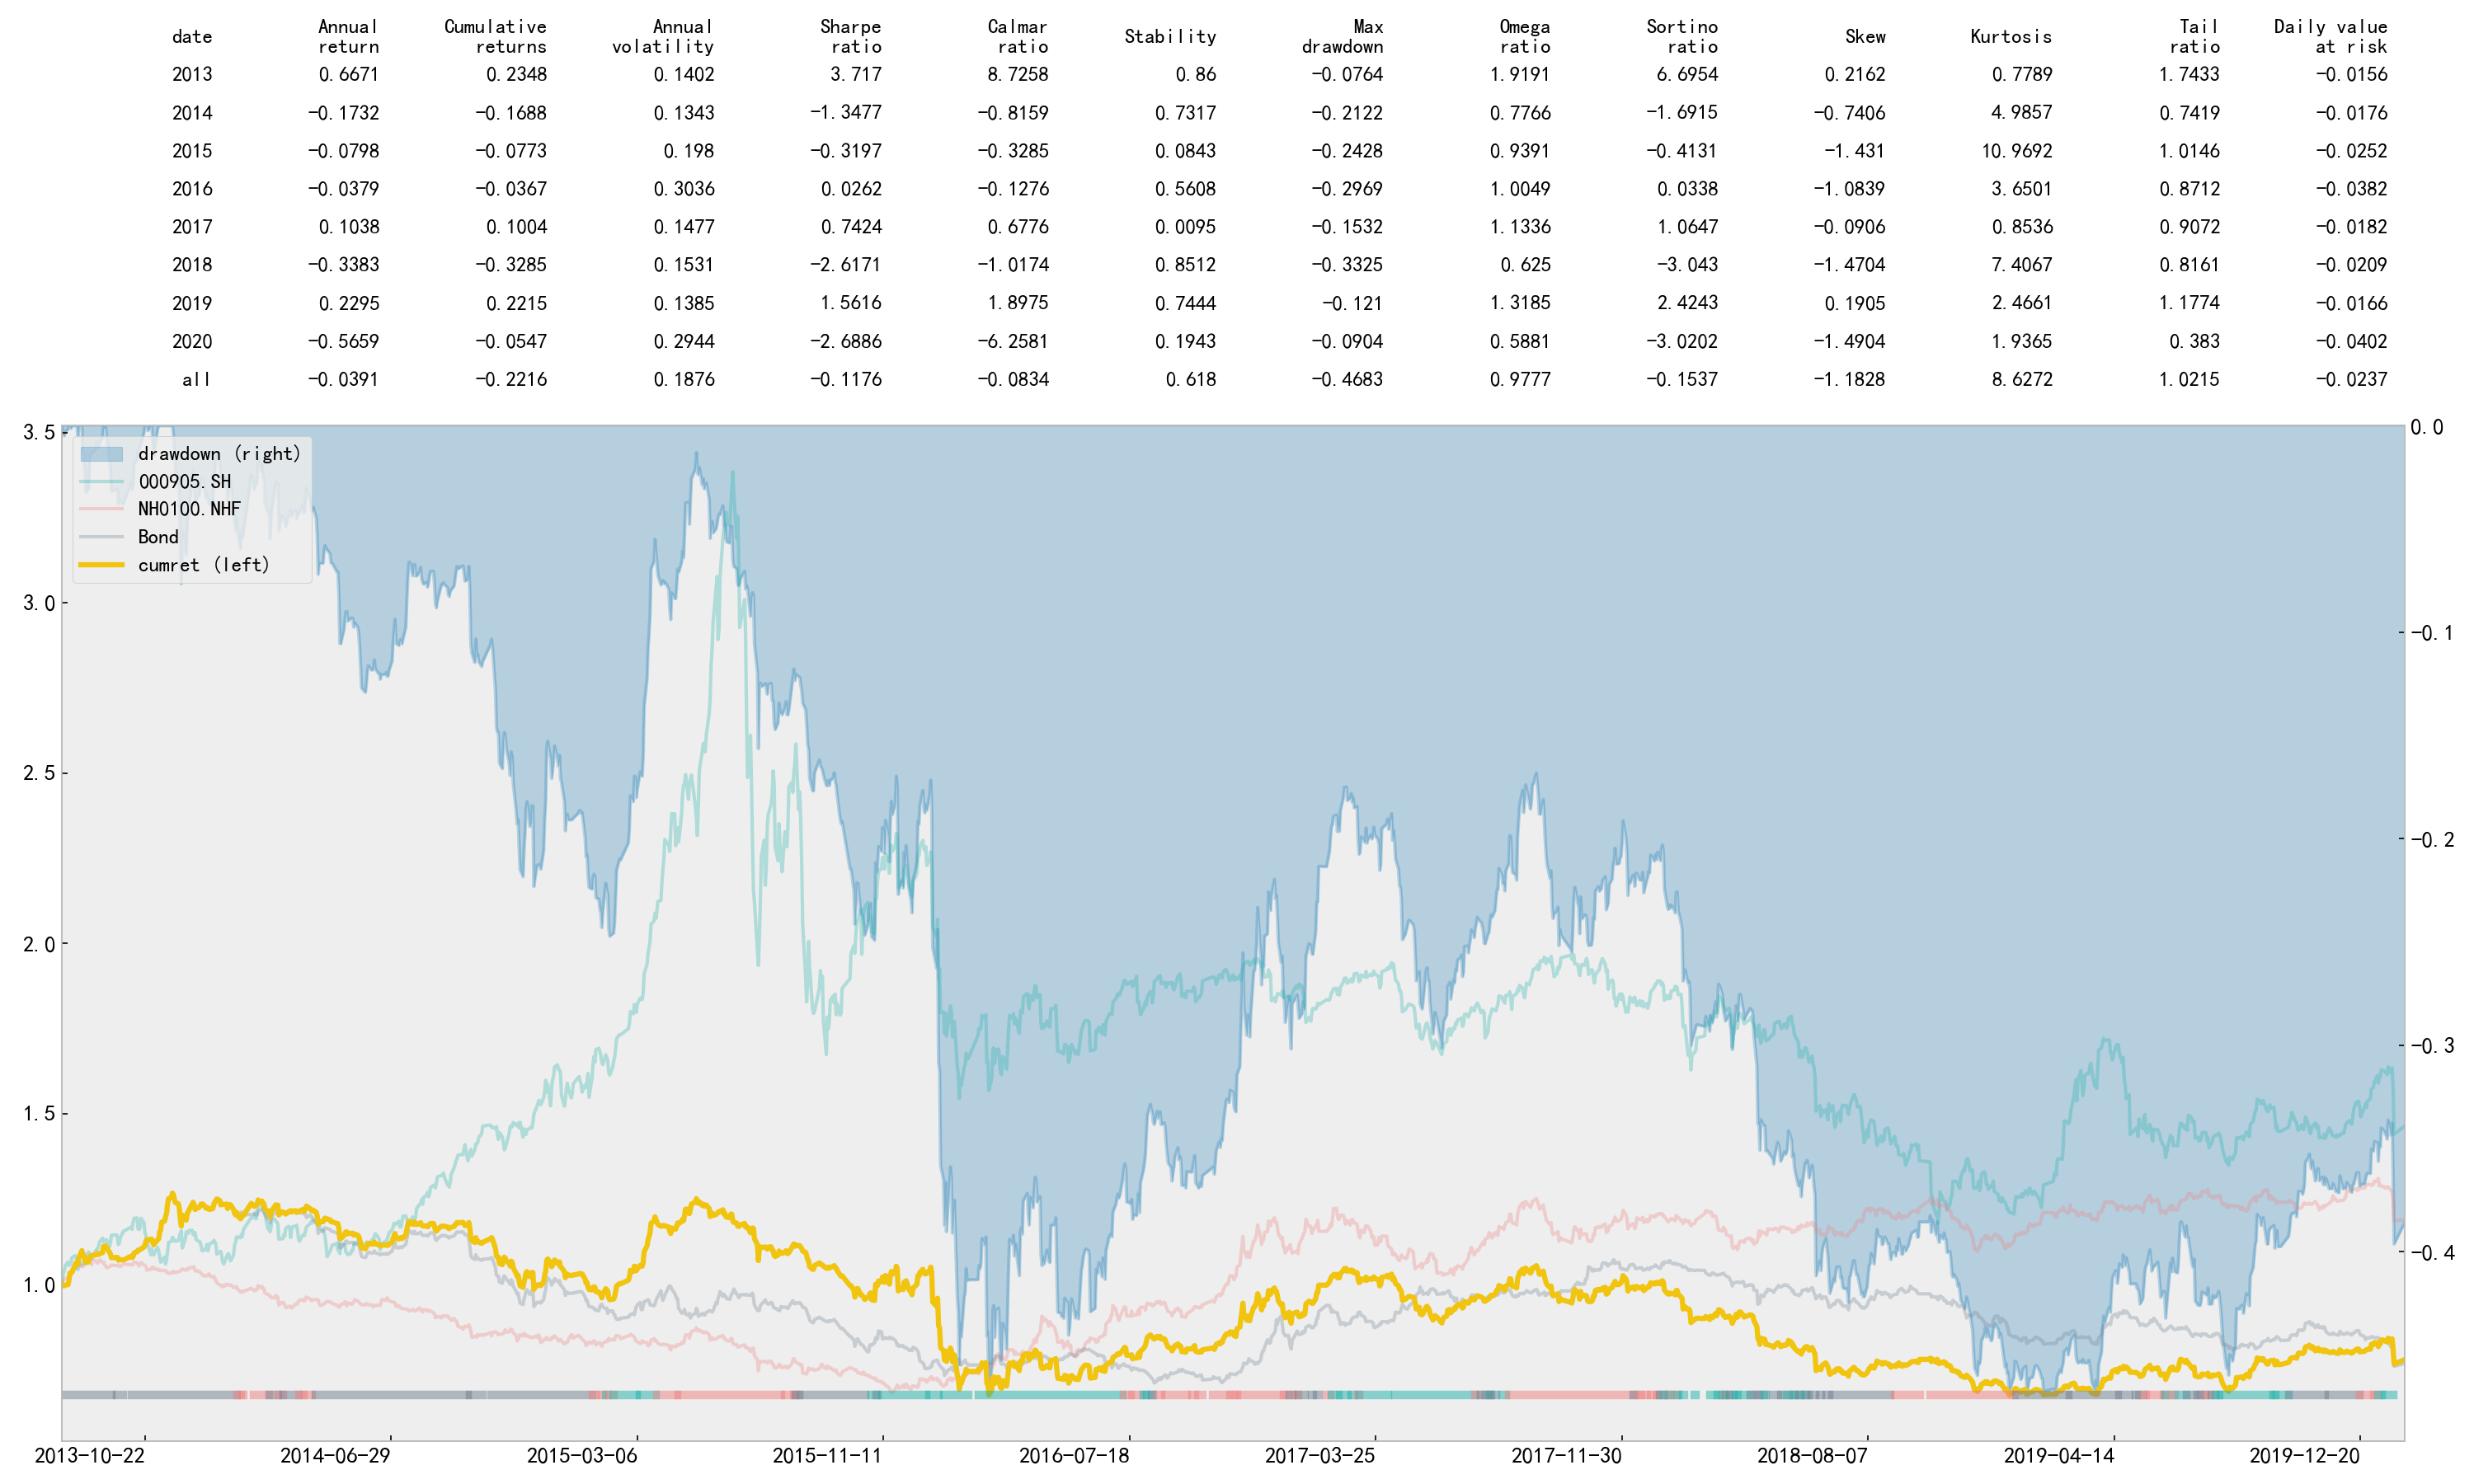 date Annual return Cumulative returns Annual volatility Sharpe ratio Calmar ratio Stability Max drawdown Omega ratio Sortino ratio Skew Kurtosis Tail ratio Daily value at risk
2013 0.6671 0.2348 0.1402 3.717 8.7258 0.86 −0.0764 1.9191 6.6954 0.2162 0.7789 1.7433 −0.0156
2014 −0.1732 −0.1688 0.1343 −1.3477 −0.8159 0.7317 −0.2122 0.7766 −1.6915 −0.7406 4.9857 0.7419 −0.0176
2015 −0.0798 −0.0773 0.198 −0.3197 −0.3285 0.0843 −0.2428 0.9391 −0.4131 −1.431 10.9692 1.0146 −0.0252
2016 −0.0379 −0.0367 0.3036 0.0262 −0.1276 0.5608 −0.2969 1.0049 0.0338 −1.0839 3.6501 0.8712 −0.0382
2017 0.1038 0.1004 0.1477 0.7424 0.6776 0.0095 −0.1532 1.1336 1.0647 −0.0906 0.8536 0.9072 −0.0182
2018 −0.3383 −0.3285 0.1531 −2.6171 −1.0174 0.8512 −0.3325 0.625 −3.043 −1.4704 7.4067 0.8161 −0.0209
2019 0.2295 0.2215 0.1385 1.5616 1.8975 0.7444 −0.121 1.3185 2.4243 0.1905 2.4661 1.1774 −0.0166
2020 −0.5659 −0.0547 0.2944 −2.6886 −6.2581 0.1943 −0.0904 0.5881 −3.0202 −1.4904 1.9365 0.383 −0.0402
all −0.0391 −0.2216 0.1876 −0.1176 −0.0834 0.618 −0.4683 0.9777 −0.1537 −1.1828 8.6272 1.0215 −0.0237
3.5
3.0
2.5
2.0
1.5
1.0
drawdown (right)
000905.SH
NH0100.NHF
Bond
cumret (left)
0.0
−0.1
−0.2
−0.3
−0.4
2013−10−22 2014−06−29 2015−03−06 2015−11−11 2016−07−18 2017−03−25 2017−11−30 2018−08−07 2019−04−14 2019−12−20